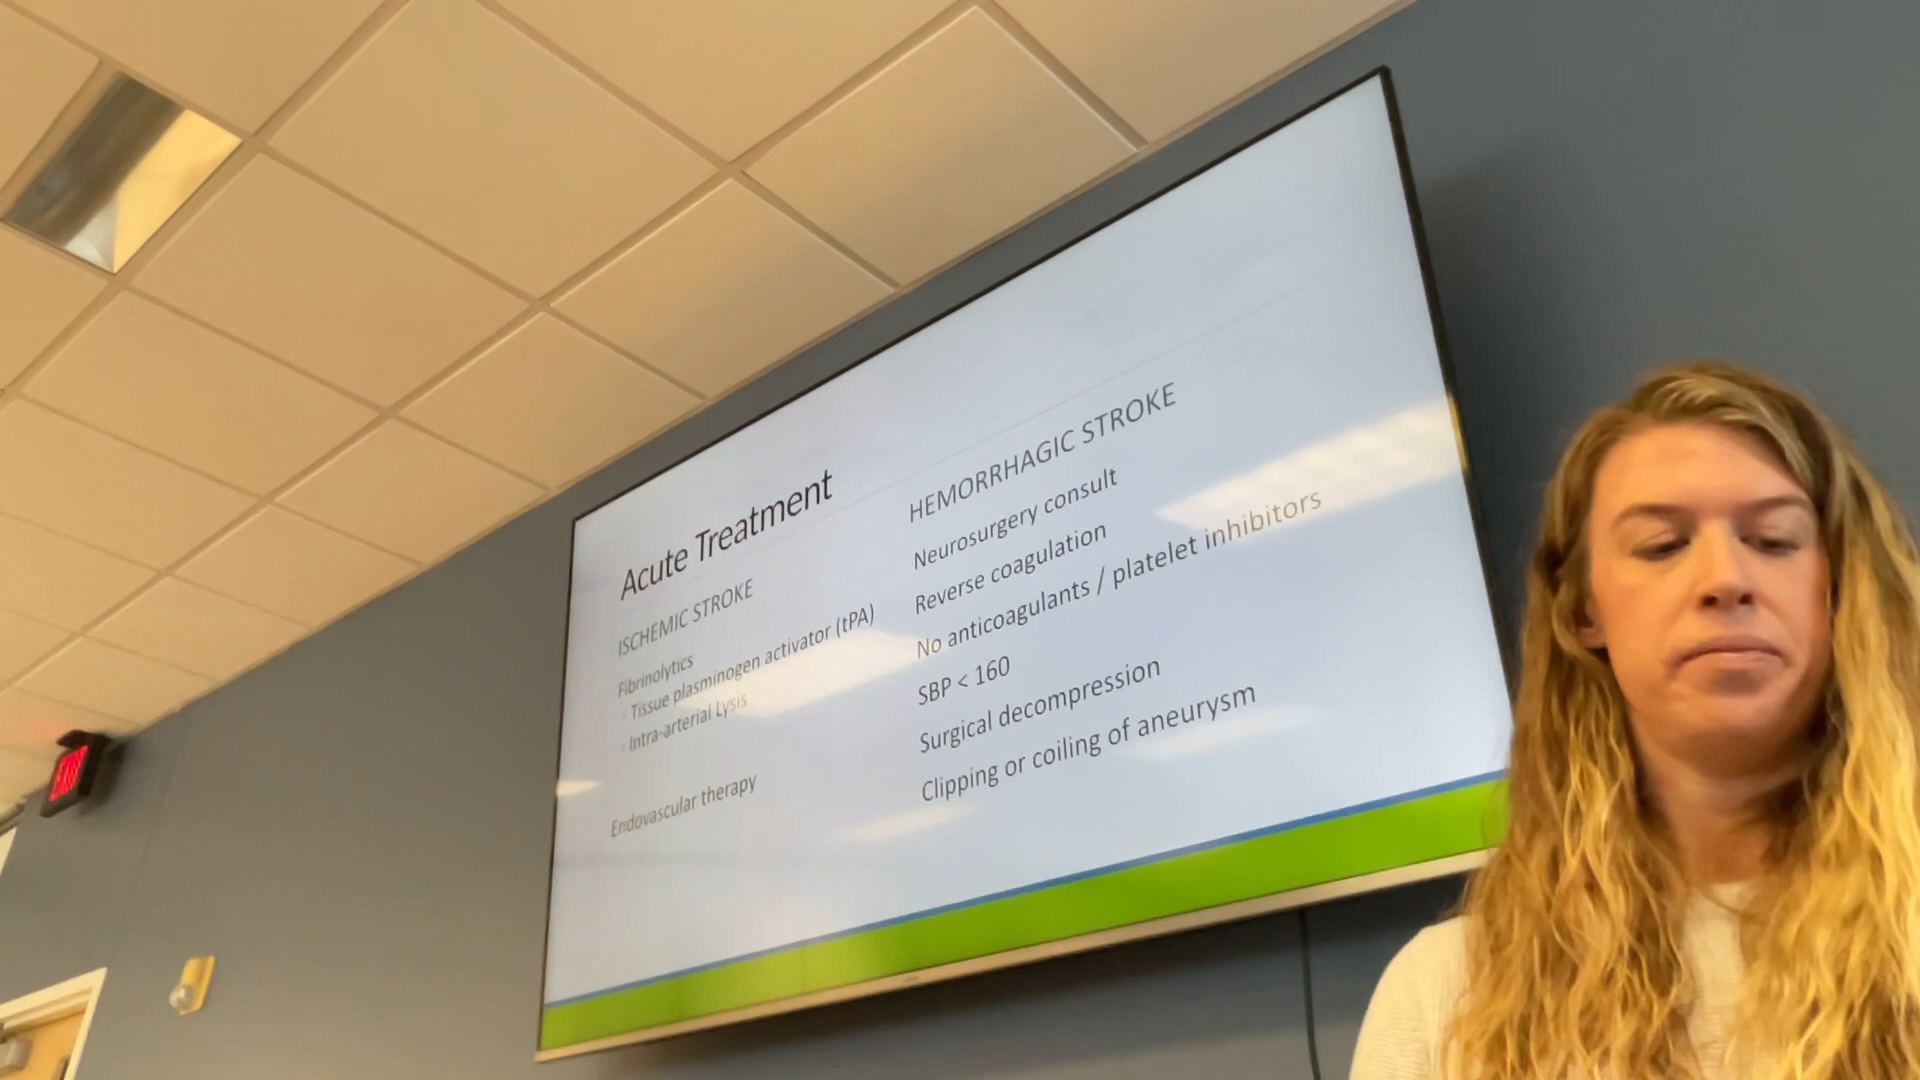 Acute Treatment
ISCHEMIC STROKE
Fibrinolytics
Tissue plasminogen activator (tPA)
Intra-arterial Lysis
Endovascular therapy
HEMORRHAGIC STROKE
Neurosurgery consult
Reverse coagulation
No anticoagulants / platelet inhibitors
SBP < 160
Surgical decompression
Clipping or coiling of aneurysm
EXIT